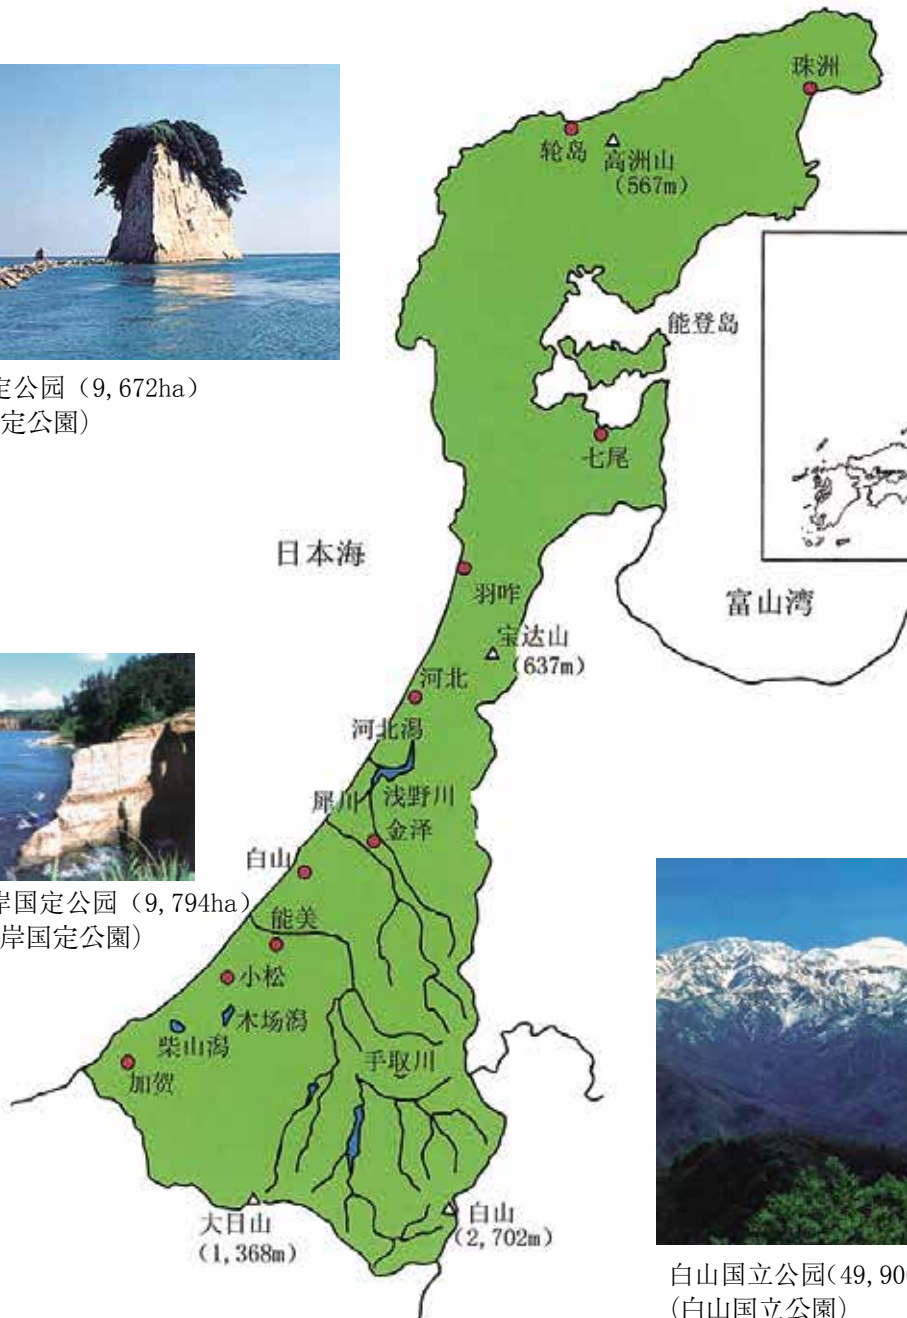 珠洲
轮岛
高洲山
(567m)
能登岛
定公园（9,672ha）
定公園)
七尾
日本海
羽咋
富山湾
宝达山
(637m)
河北
河北潟
犀川
浅野川
金泽
白山
岸国定公园（9,794ha）
岸国定公園)
能美
小松
木场潟
柴山潟
手取川
加贺
大日山
(1,368m)
白山
(2,702m)
白山国立公园(49,90
(白山国立公園)